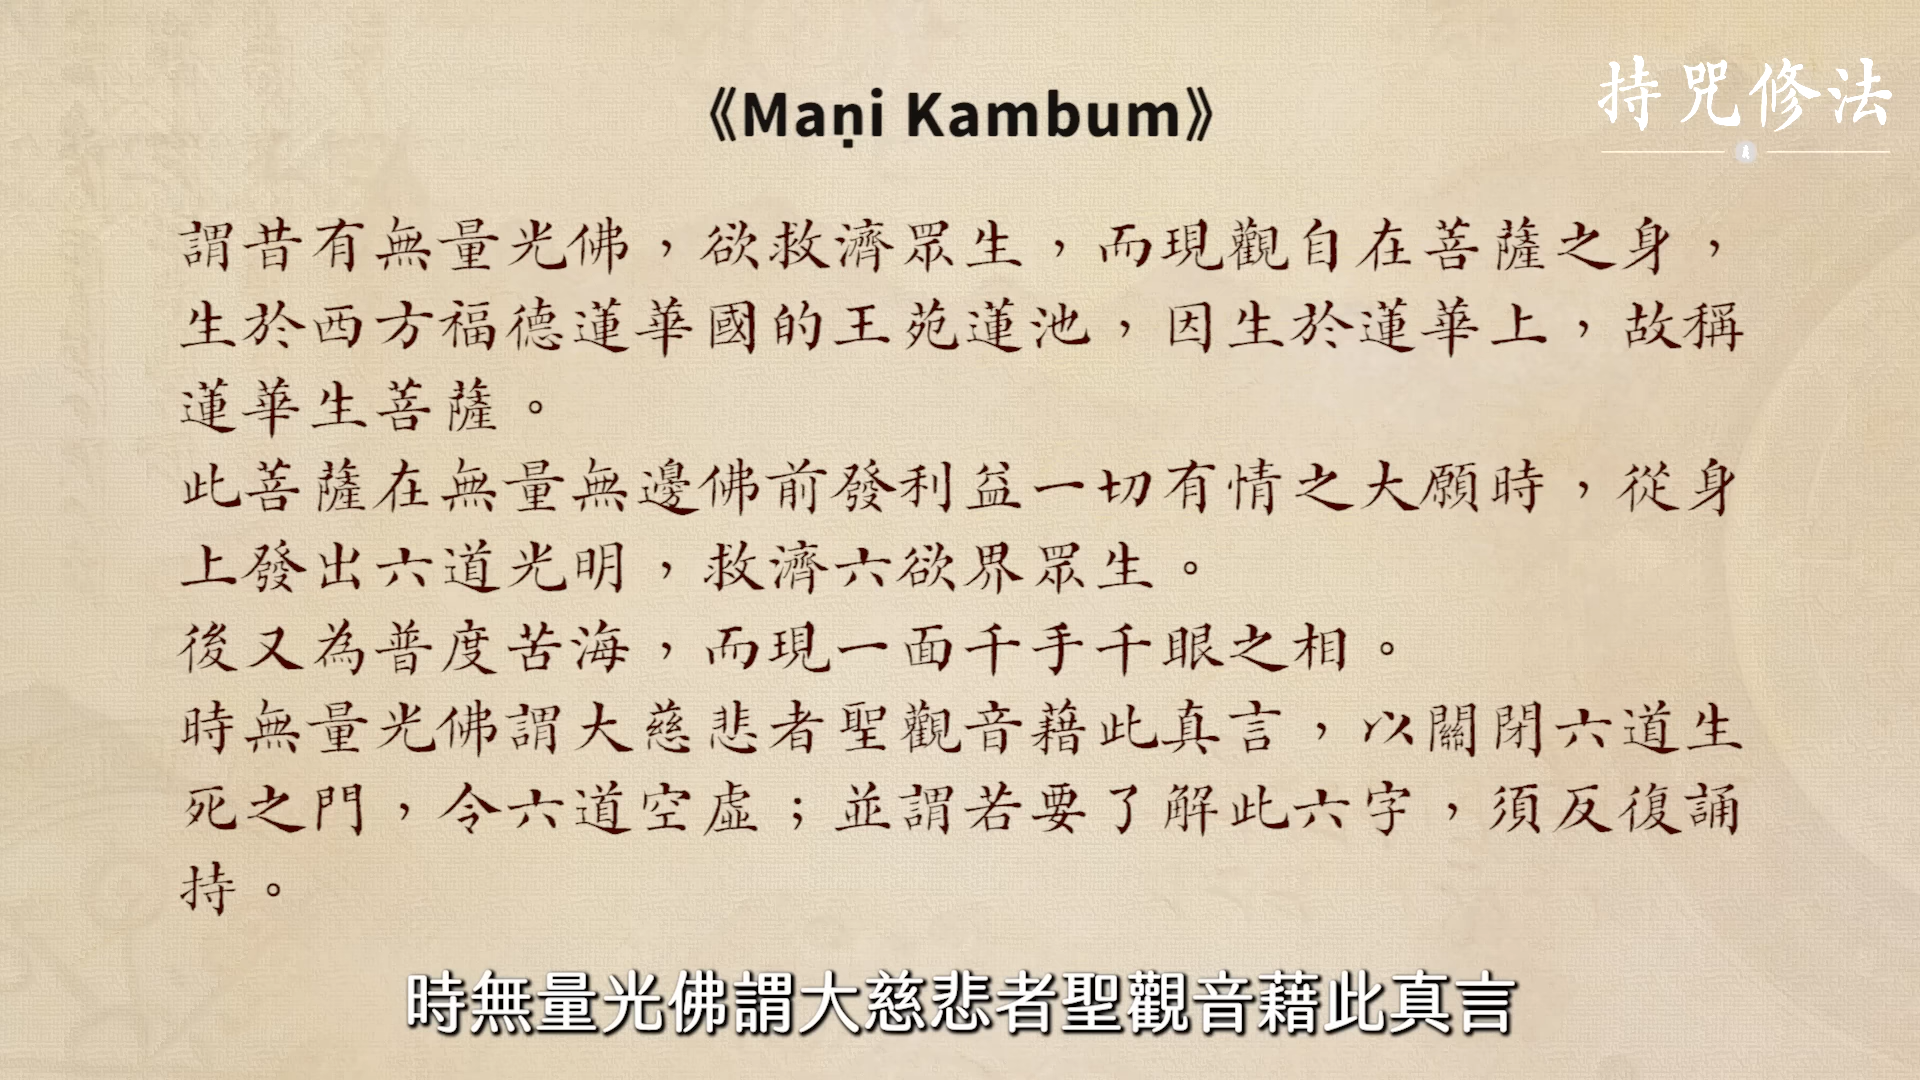 《Maṇi Kambum》
持咒修法
謂昔有無量光佛，欲救濟眾生，而現觀自在菩薩之身，
生於西方福德蓮華國的王苑蓮池，因生於蓮華上，故稱
蓮華生菩薩。
此菩薩在無量無邊佛前發利益一切有情之大願時，從身
上發出六道光明，救濟六欲界眾生。
後又為普度苦海，而現一面千手千眼之相。
時無量光佛謂大慈悲者聖觀音藉此真言，以關閉六道生
死之門，令六道空虛；並謂若要了解此六字，須反復誦
持。
時無量光佛謂大慈悲者聖觀音藉此真言